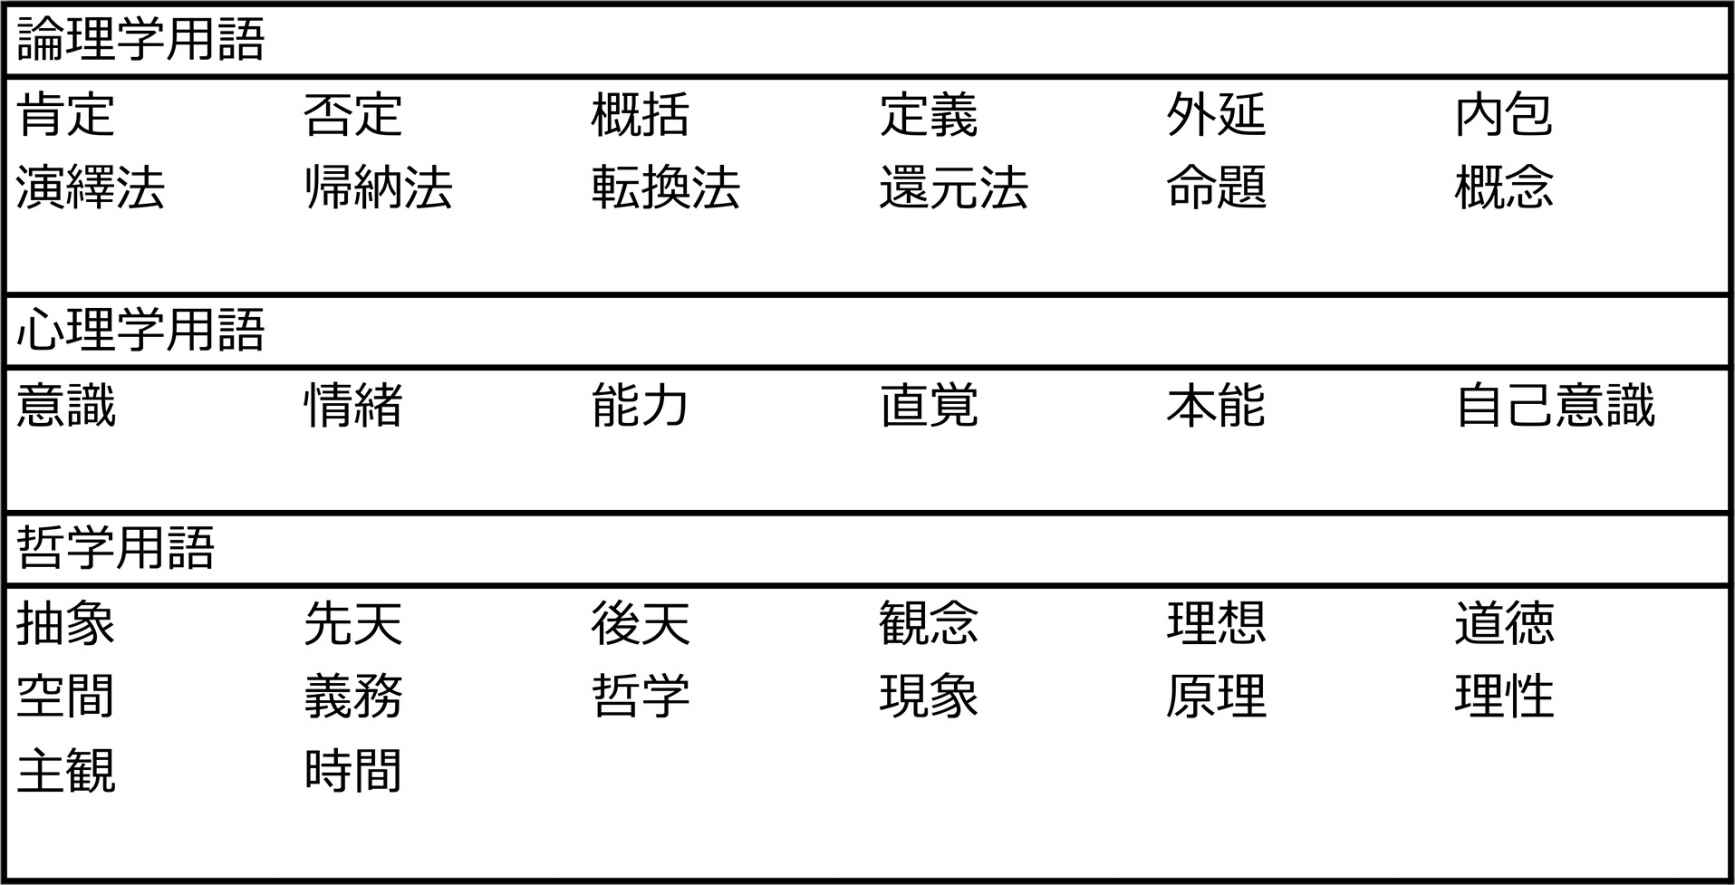 論理学用語
肯定 否定 概括 定義 外延 内包
演繹法 帰納法 転換法 還元法 命題 概念
心理学用語
意識 情緒 能力 直覚 本能 自己意識
哲学用語
抽象 先天 後天 観念 理想 道徳
空間 義務 哲学 現象 原理 理性
主観 時間